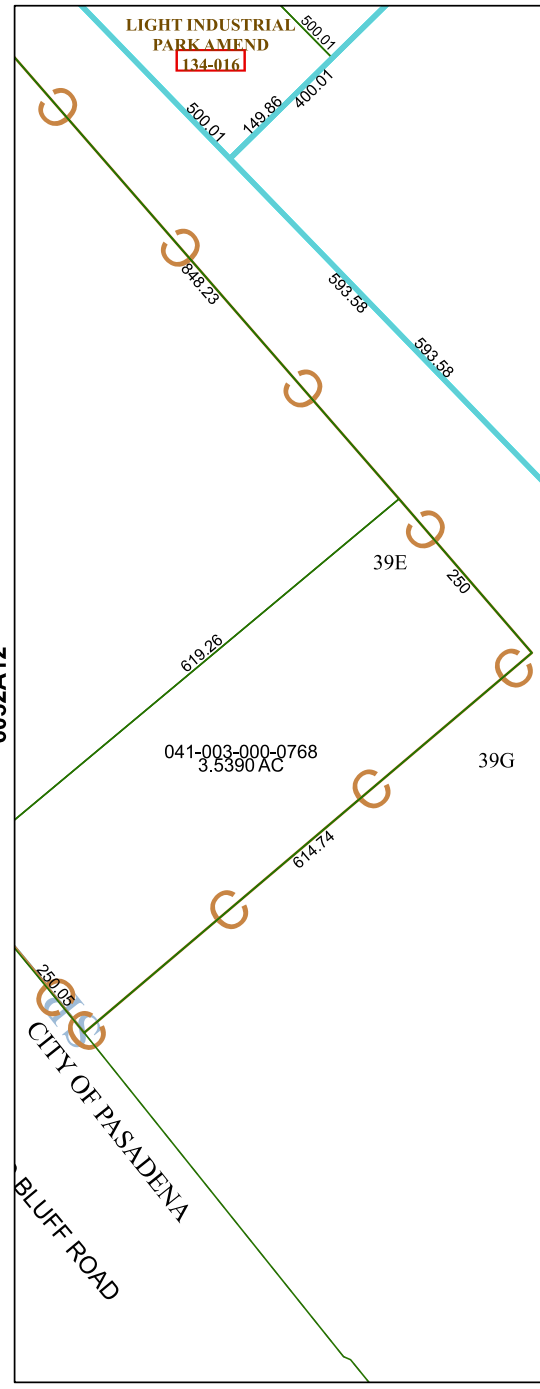 LIGHT INDUSTRIAL
PARK AMEND
134-016
500.01
500.01
149.86
400.01
848.23
593.58
593.58
39E
250
619.26
041-003-000-0768
3.5390 AC
39G
614.74
250.05
SP
CITY OF PASADENA
BLUFF ROAD